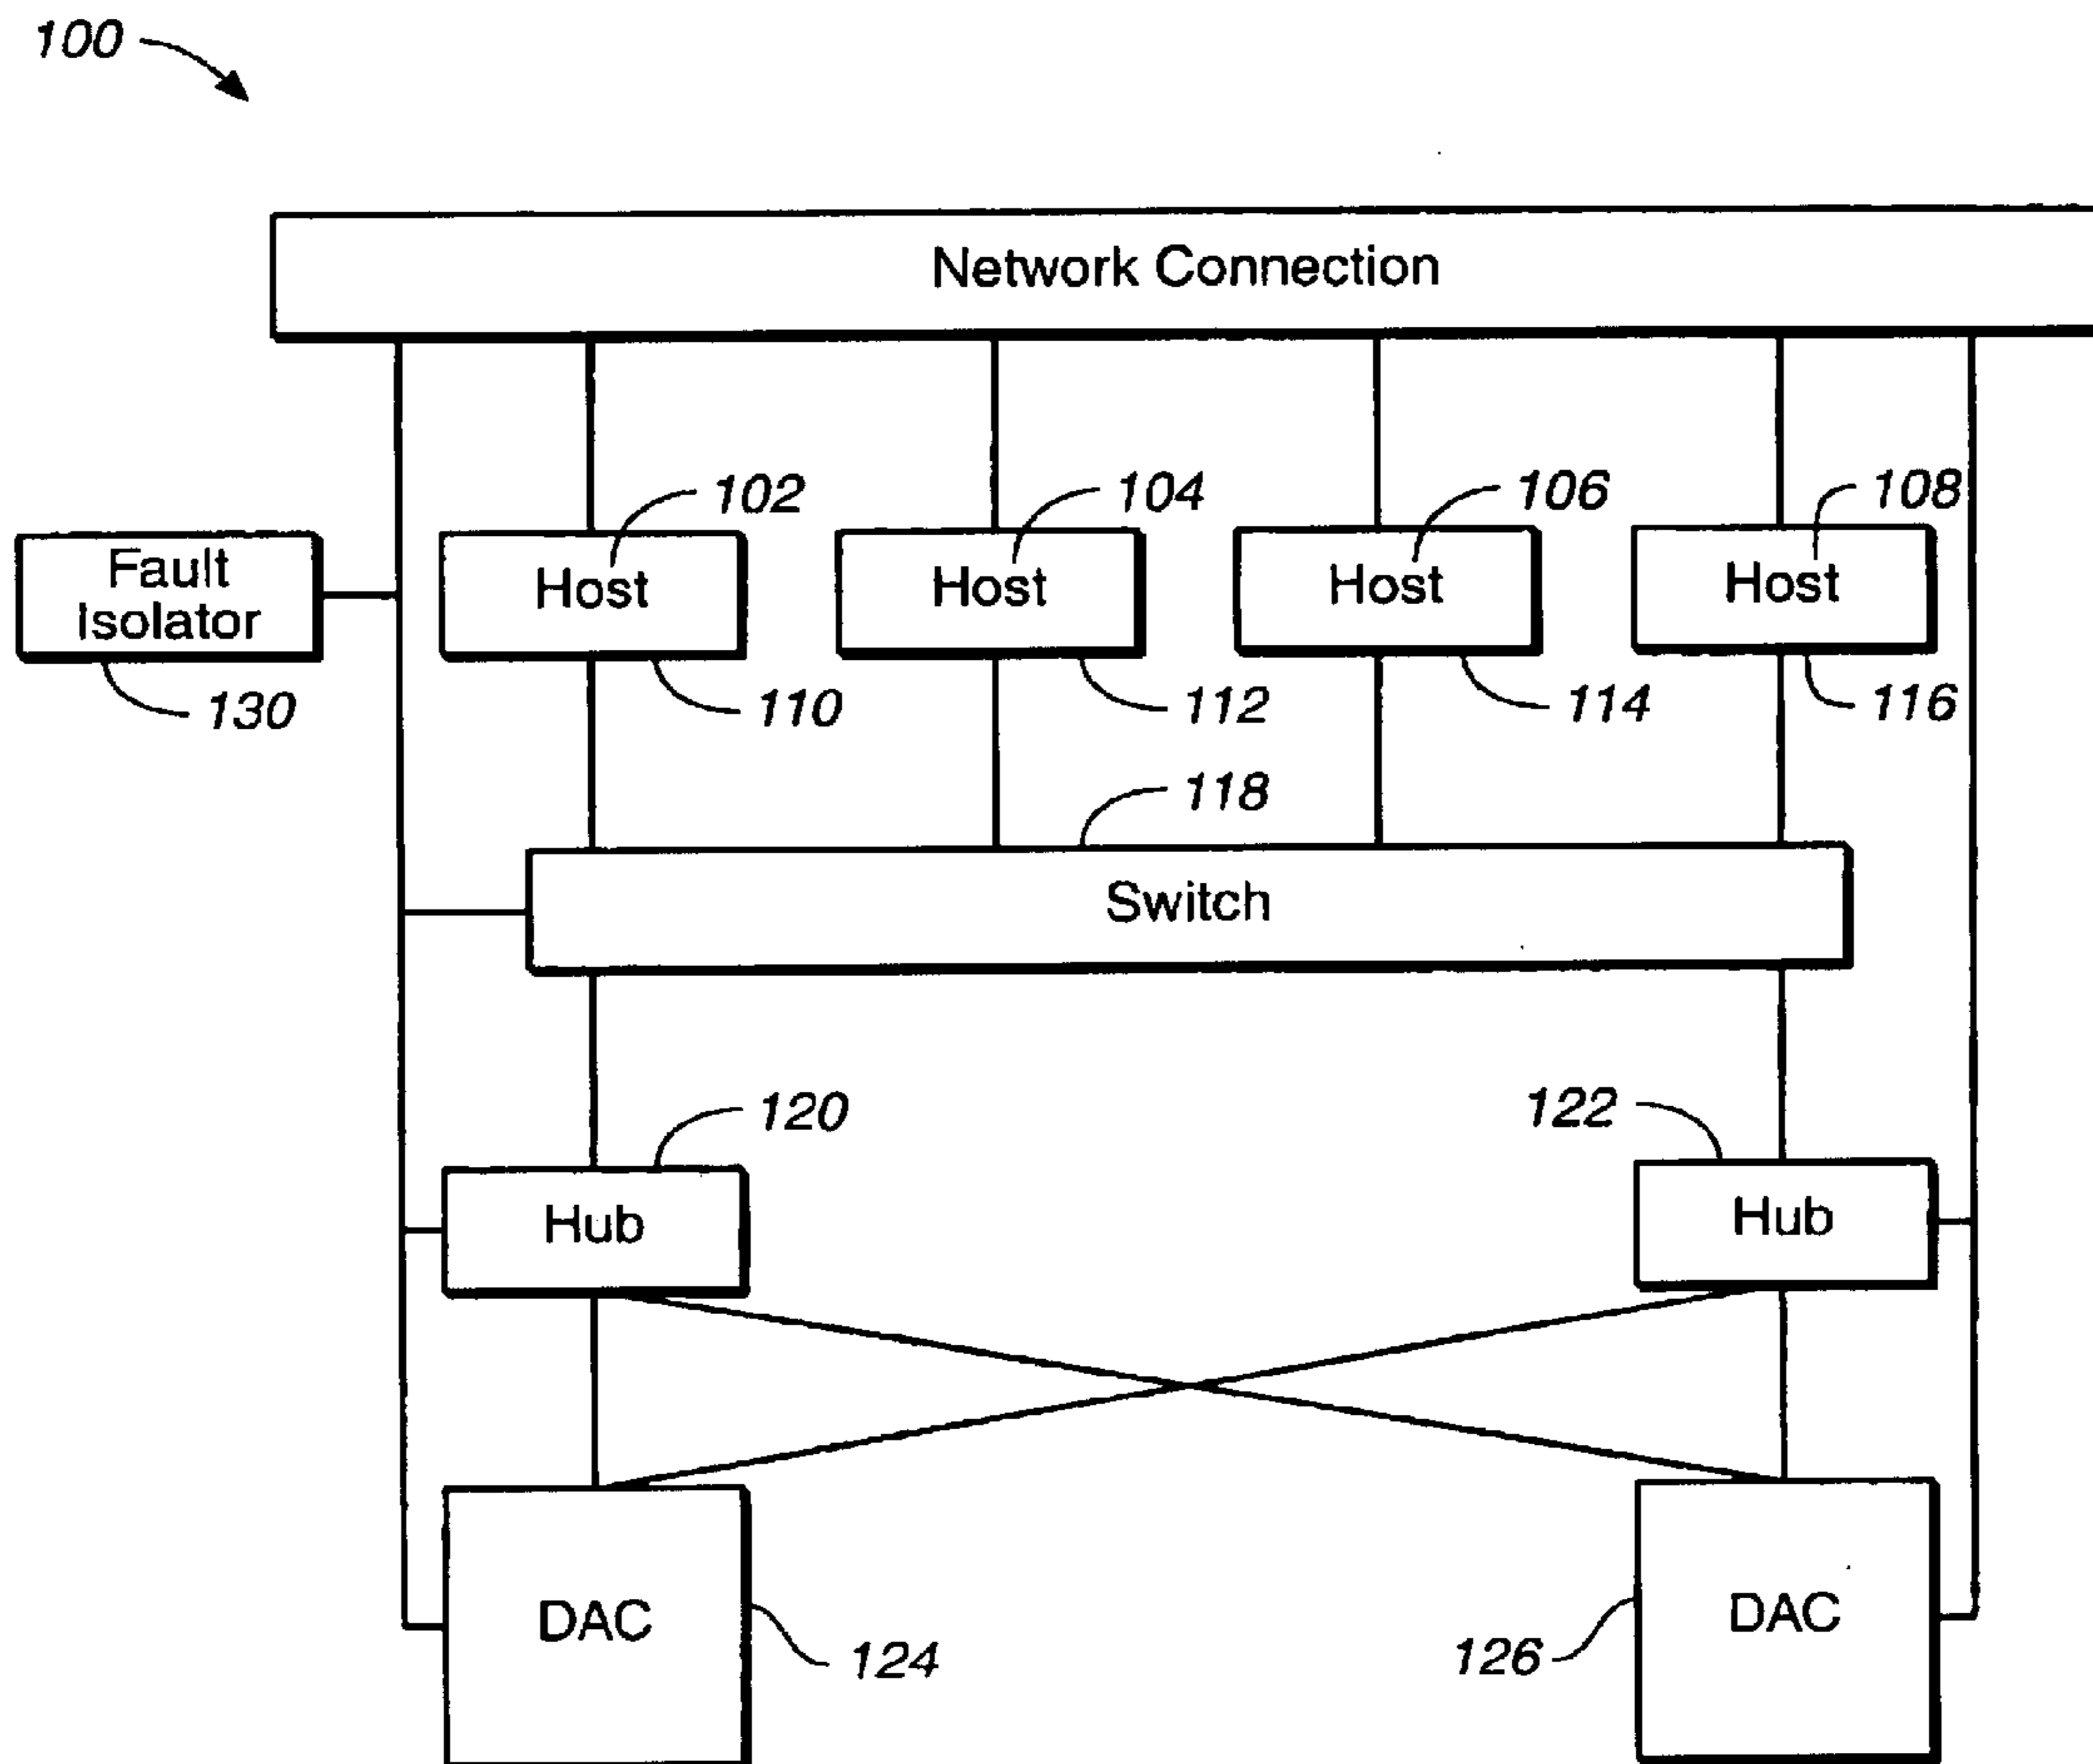 100
Network Connection
102
104
106
108
Fault
Isolator
Host
Host
Host
Host
130
110
112
114
116
118
Switch
120
122
Hub
Hub
DAC
DAC
124
126